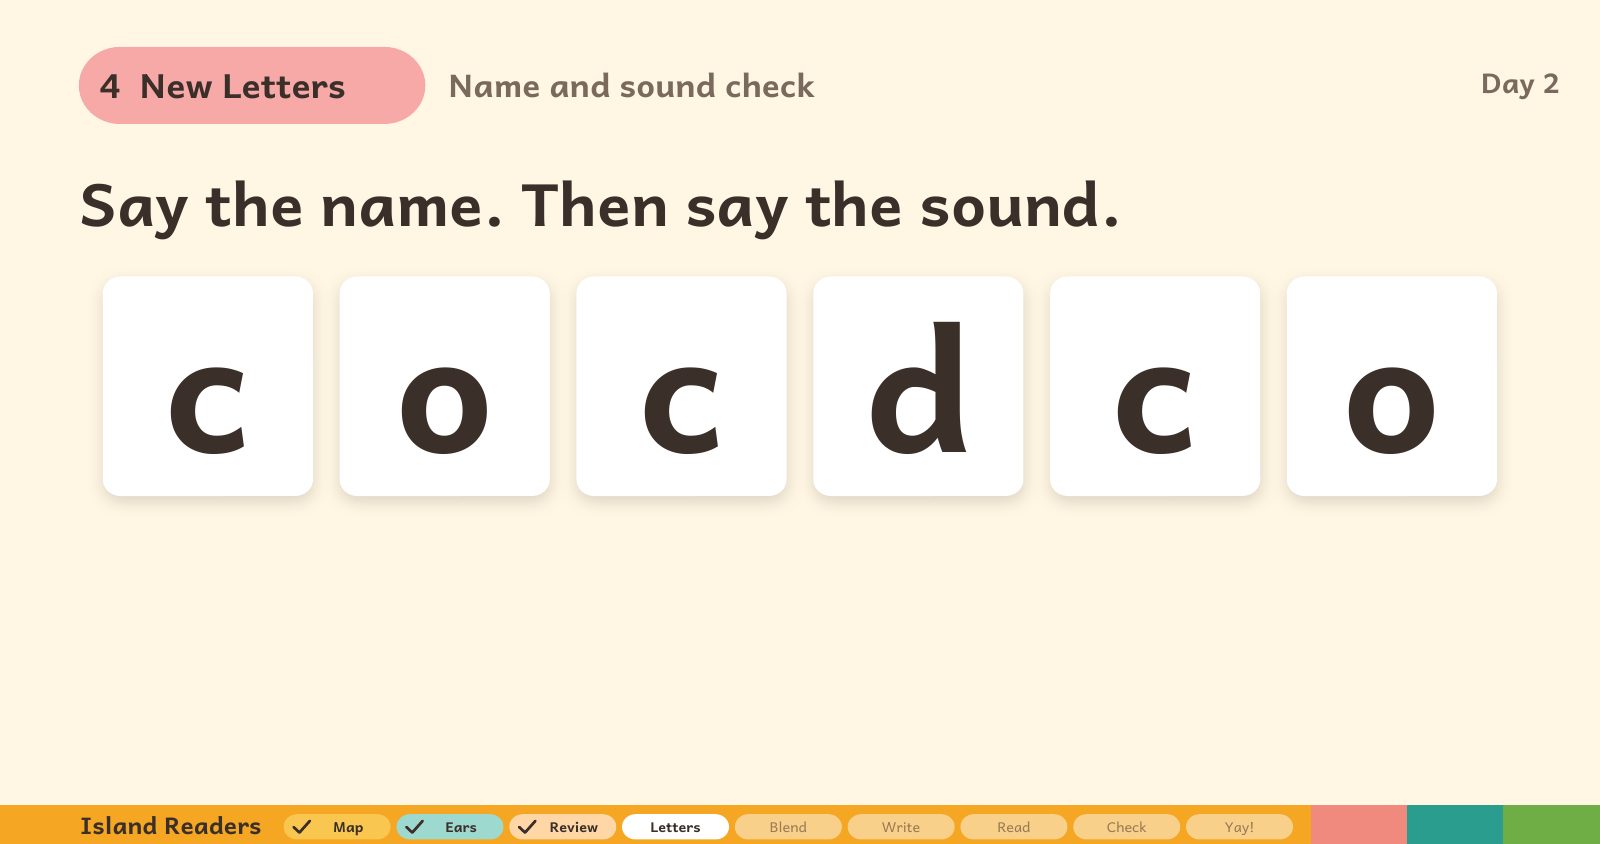 4 New Letters
Name and sound check
Day 2
Say the name. Then say the sound.
c o c d c o
Island Readers Map Ears Review Letters Blend Write Read Check Yay!